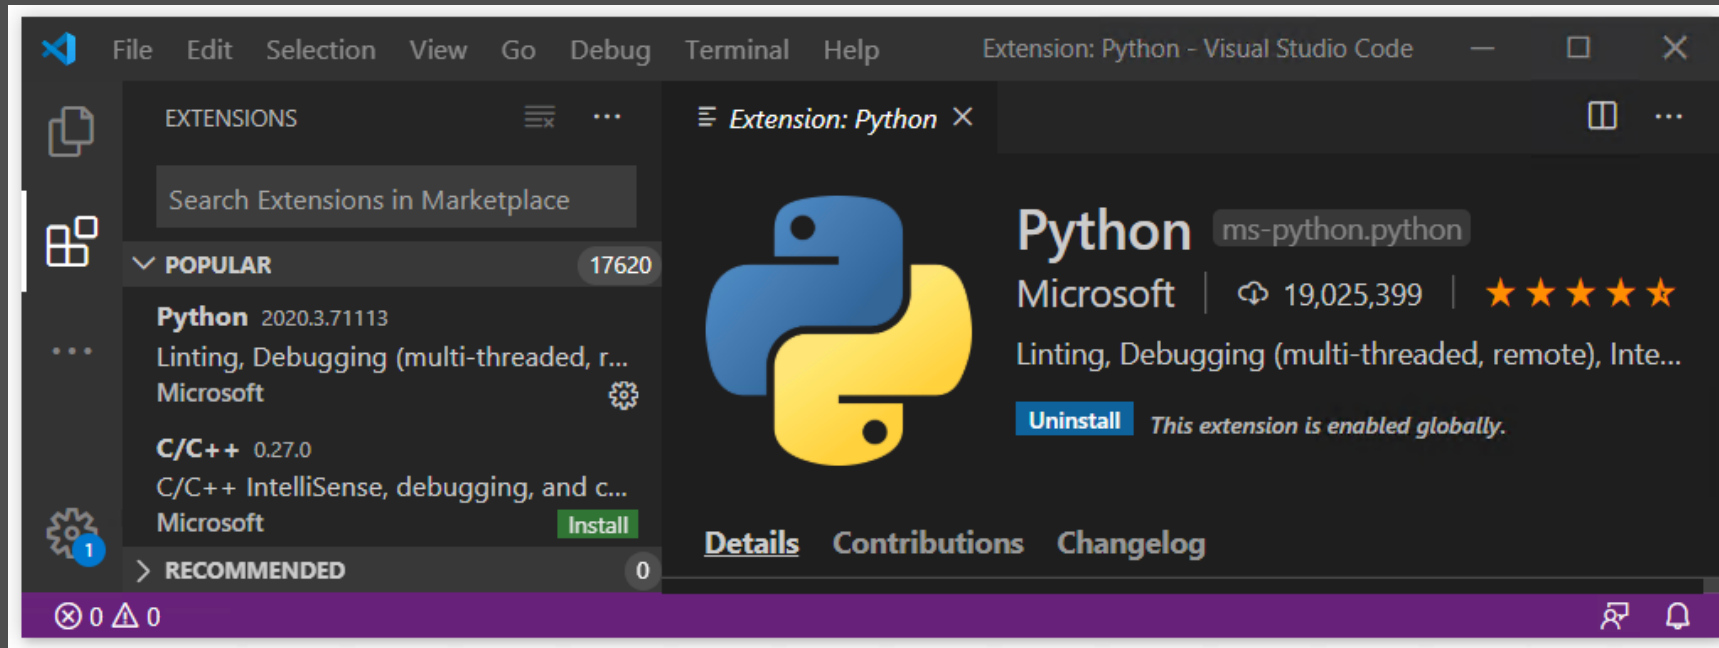 File Edit Selection View Go Debug Terminal Help Extension: Python - Visual Studio Code
EXTENSIONS
Search Extensions in Marketplace
POPULAR 17620
Python 2020.3.71113
Linting, Debugging (multi-threaded, r...
Microsoft
C/C++ 0.27.0
C/C++ IntelliSense, debugging, and c...
Microsoft Install
RECOMMENDED 0
1
Extension: Python
Python ms-python.python
Microsoft 19,025,399
Linting, Debugging (multi-threaded, remote), Inte...
Uninstall This extension is enabled globally.
Details Contributions Changelog
0 0